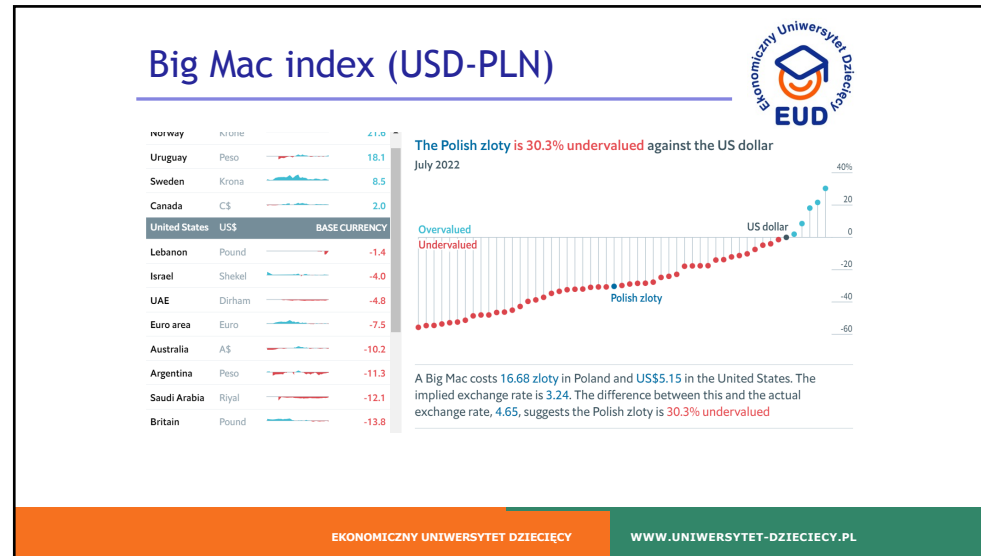 Big Mac index (USD-PLN)
Ekonomiczny Uniwersytet Dziecięcy
EUD
Norway Krone 21.6
Uruguay Peso 18.1
Sweden Krona 8.5
Canada C$ 2.0
United States US$ BASE CURRENCY
Lebanon Pound -1.4
Israel Shekel -4.0
UAE Dirham -4.8
Euro area Euro -7.5
Australia A$ -10.2
Argentina Peso -11.3
Saudi Arabia Riyal -12.1
Britain Pound -13.8
The Polish zloty is 30.3% undervalued against the US dollar
July 2022
40%
20
US dollar
0
Overvalued
Undervalued
-20
Polish zloty
-40
-60
A Big Mac costs 16.68 zloty in Poland and US$5.15 in the United States. The
implied exchange rate is 3.24. The difference between this and the actual
exchange rate, 4.65, suggests the Polish zloty is 30.3% undervalued
EKONOMICZNY UNIWERSYTET DZIECIĘCY
WWW.UNIWERSYTET-DZIECIECY.PL